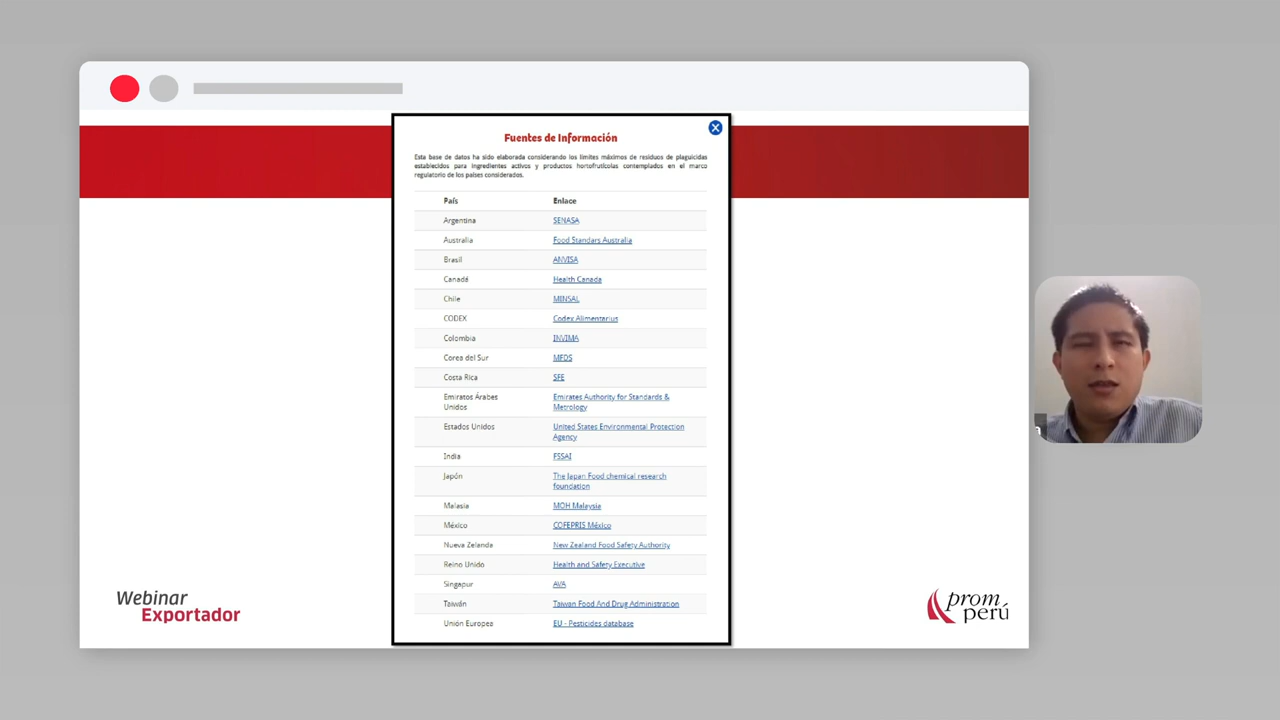 Fuentes de Información
Esta base de datos ha sido elaborada considerando los límites máximos de residuos de plaguicidas
establecidos para ingredientes activos y productos hortofrutícolas contemplados en el marco
regulatorio de los países considerados.
País Enlace
Argentina SENASA
Australia Food Standars Australia
Brasil ANVISA
Canadá Health Canada
Chile MINSAL
CODEX Codex Alimentarius
Colombia INVIMA
Corea del Sur MFDS
Costa Rica SFE
Emiratos Árabes Emirates Authority for Standards &
Unidos Metrology
Estados Unidos United States Environmental Protection
Agency
India FSSAI
Japón The Japan Food chemical research
foundation
Malasia MOH Malaysia
México COFEPRIS México
Nueva Zelanda New Zealand Food Safety Authority
Reino Unido Health and Safety Executive
Singapur AVA
Taiwán Taiwan Food And Drug Administration
Unión Europea EU - Pesticides database
Webinar
Exportador
prom
perú